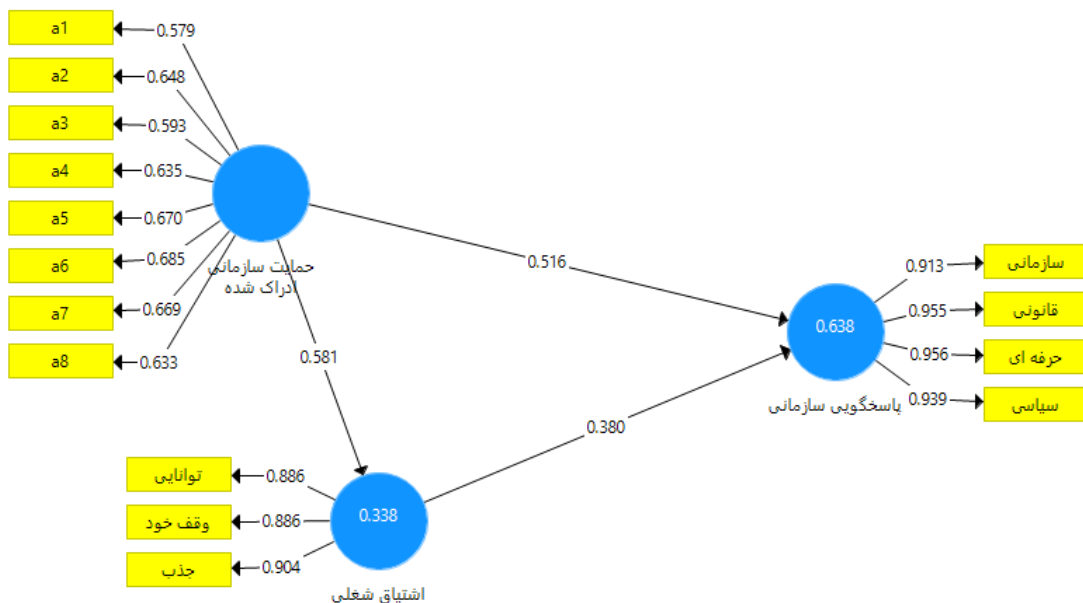 a1
a2
a3
a4
a5
a6
a7
a8
0.579
0.648
0.593
0.635
0.670
0.685
0.669
0.633
حمایت سازمانی
ادراک شده
0.516
0.581
0.380
0.638
پاسخگویی سازمانی
0.913
0.955
0.956
0.939
سازمانی
قانونی
حرفه ای
سیاسی
توانایی
وقف خود
جذب
0.886
0.886
0.904
0.338
اشتیاق شغلی